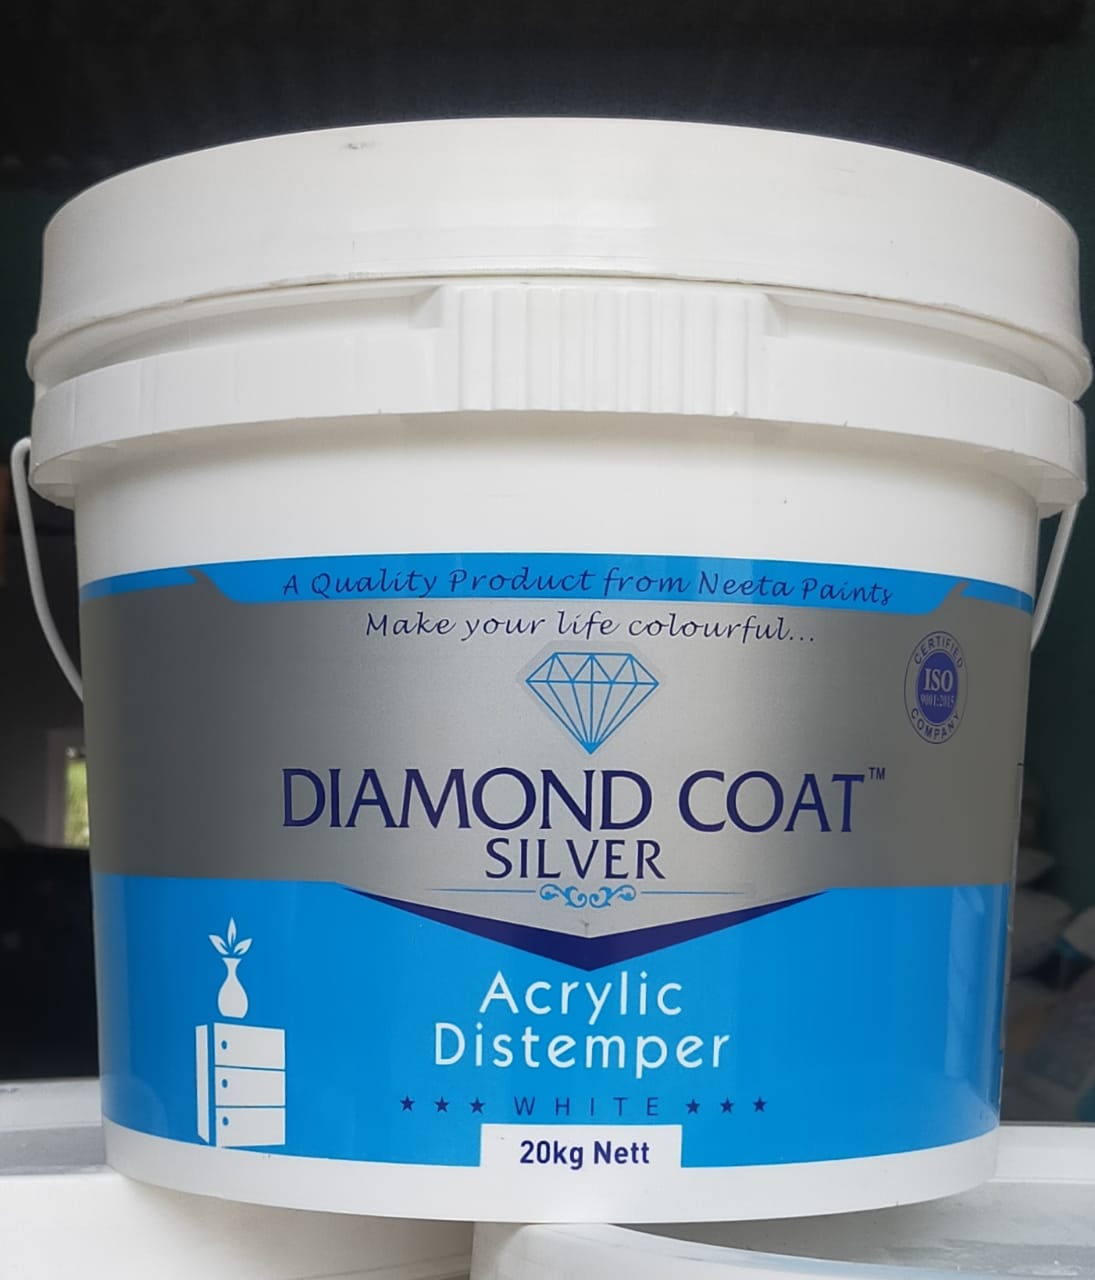 A Quality Product from Neeta Paints
Make your life colourful...
CERTIFIED
ISO
9001:2015
COMPANY
DIAMOND COAT™
SILVER
Acrylic
Distemper
★ ★ ★ WHITE ★ ★ ★
20kg Nett